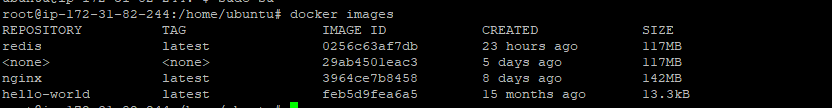 root@ip-172-31-82-244:/home/ubuntu# docker images
REPOSITORY TAG IMAGE ID CREATED SIZE
redis latest 0256c63af7db 23 hours ago 117MB
<none> <none> 29ab4501eac3 5 days ago 117MB
nginx latest 3964ce7b8458 8 days ago 142MB
hello-world latest feb5d9fea6a5 15 months ago 13.3kB